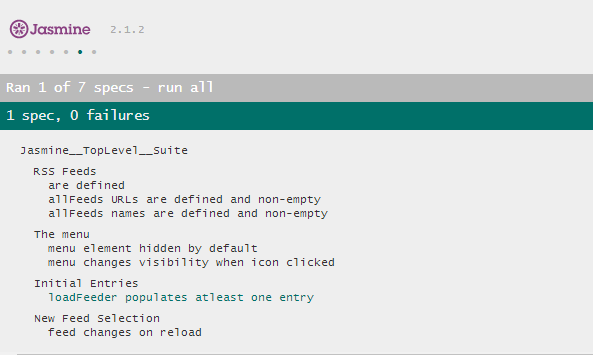 Jasmine 2.1.2
Ran 1 of 7 specs - run all
1 spec, 0 failures
Jasmine__TopLevel__Suite
RSS Feeds
are defined
allFeeds URLs are defined and non-empty
allFeeds names are defined and non-empty
The menu
menu element hidden by default
menu changes visibility when icon clicked
Initial Entries
loadFeeder populates atleast one entry
New Feed Selection
feed changes on reload